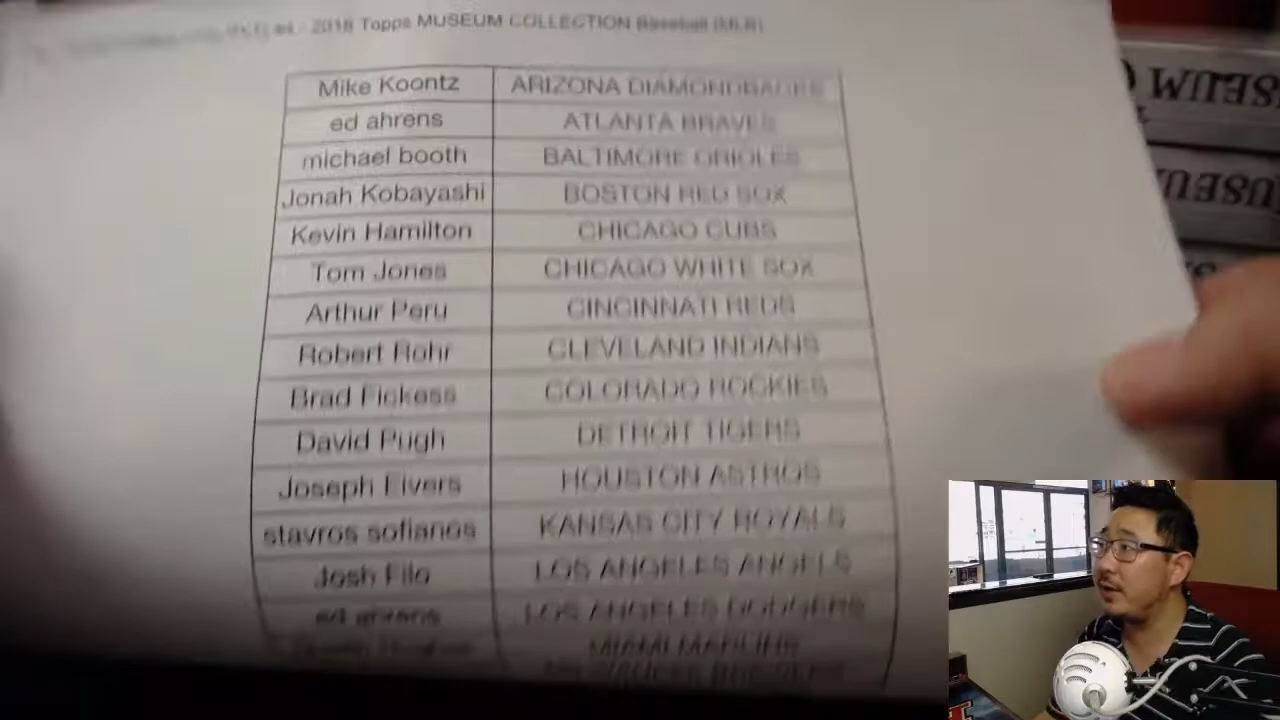 2018 Topps MUSEUM COLLECTION Baseball (MLB)
Mike Koontz ARIZONA DIAMONDBACKS
ed ahrens ATLANTA BRAVES
michael booth BALTIMORE ORIOLES
Jonah Kobayashi BOSTON RED SOX
Kevin Hamilton CHICAGO CUBS
Tom Jones CHICAGO WHITE SOX
Arthur Peru CINCINNATI REDS
Robert Rohr CLEVELAND INDIANS
Brad Fickess COLORADO ROCKIES
David Pugh DETROIT TIGERS
Joseph Eivers HOUSTON ASTROS
stavros sofianos KANSAS CITY ROYALS
Josh Filo LOS ANGELES ANGELS
ed ahrens LOS ANGELES DODGERS
MIAMI MARLINS